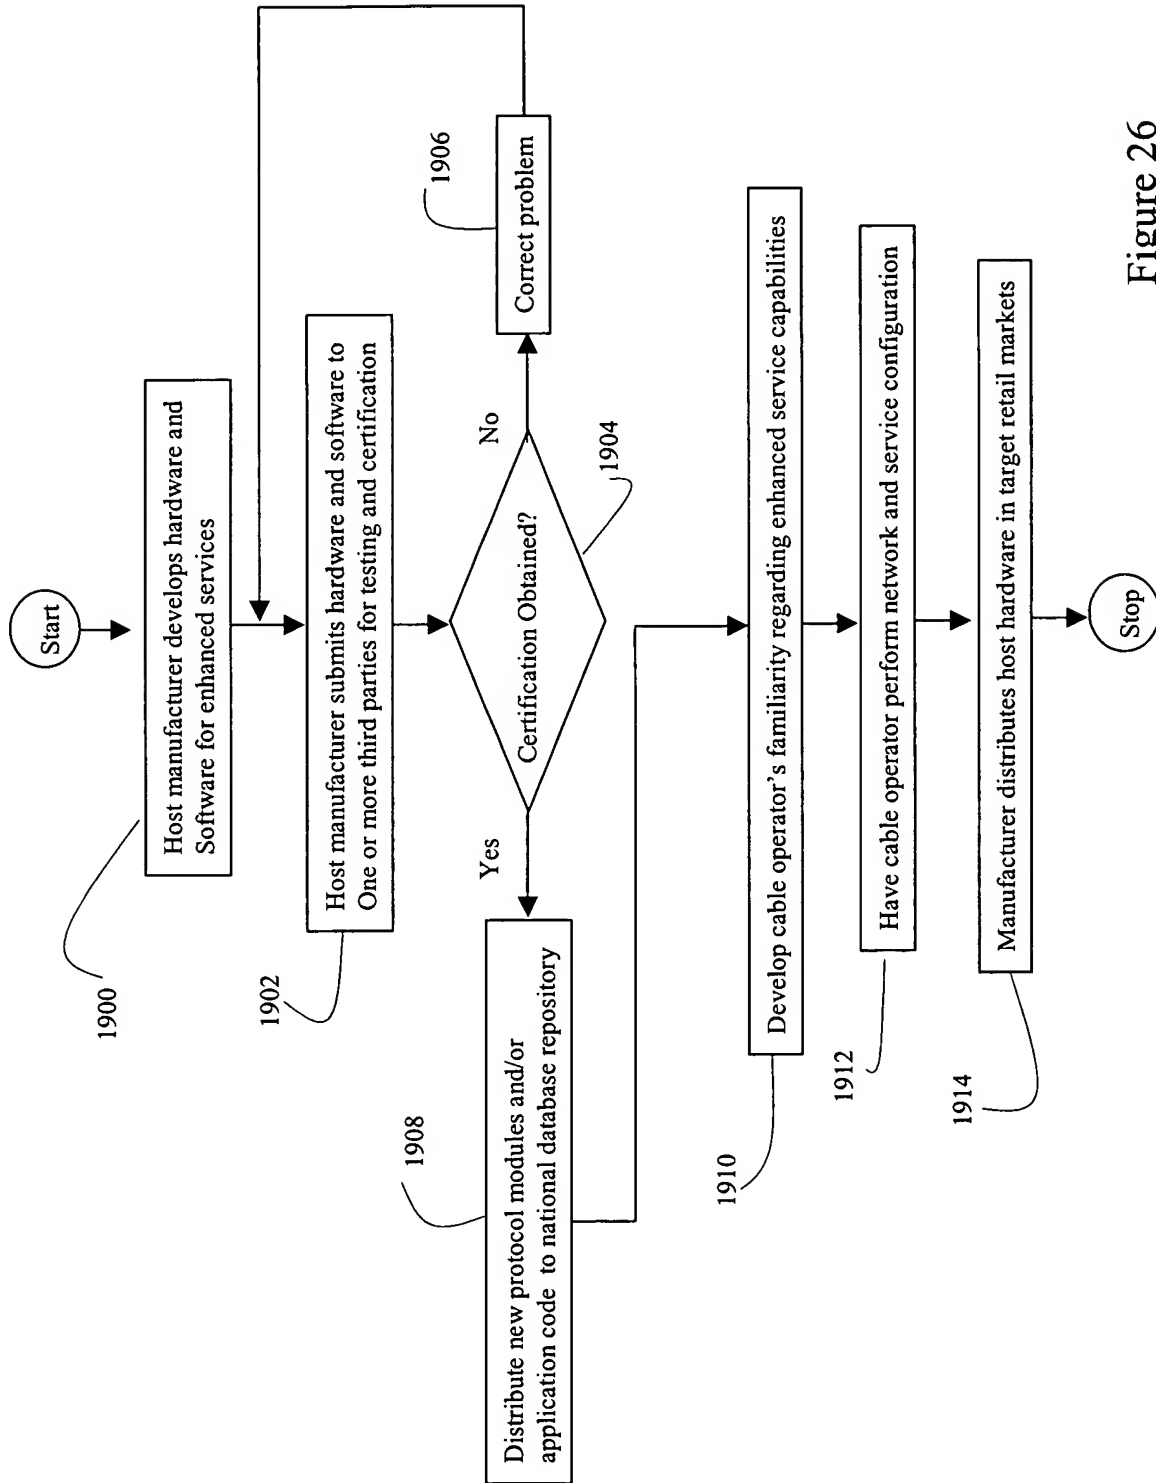 Start
Host manufacturer develops hardware and
Software for enhanced services
1900
Host manufacturer submits hardware and software to
One or more third parties for testing and certification
1902
Certification Obtained?
1904
No
Correct problem
1906
Yes
Distribute new protocol modules and/or
application code to national database repository
1908
Develop cable operator's familiarity regarding enhanced service capabilities
1910
Have cable operator perform network and service configuration
1912
Manufacturer distributes host hardware in target retail markets
1914
Stop
Figure 26